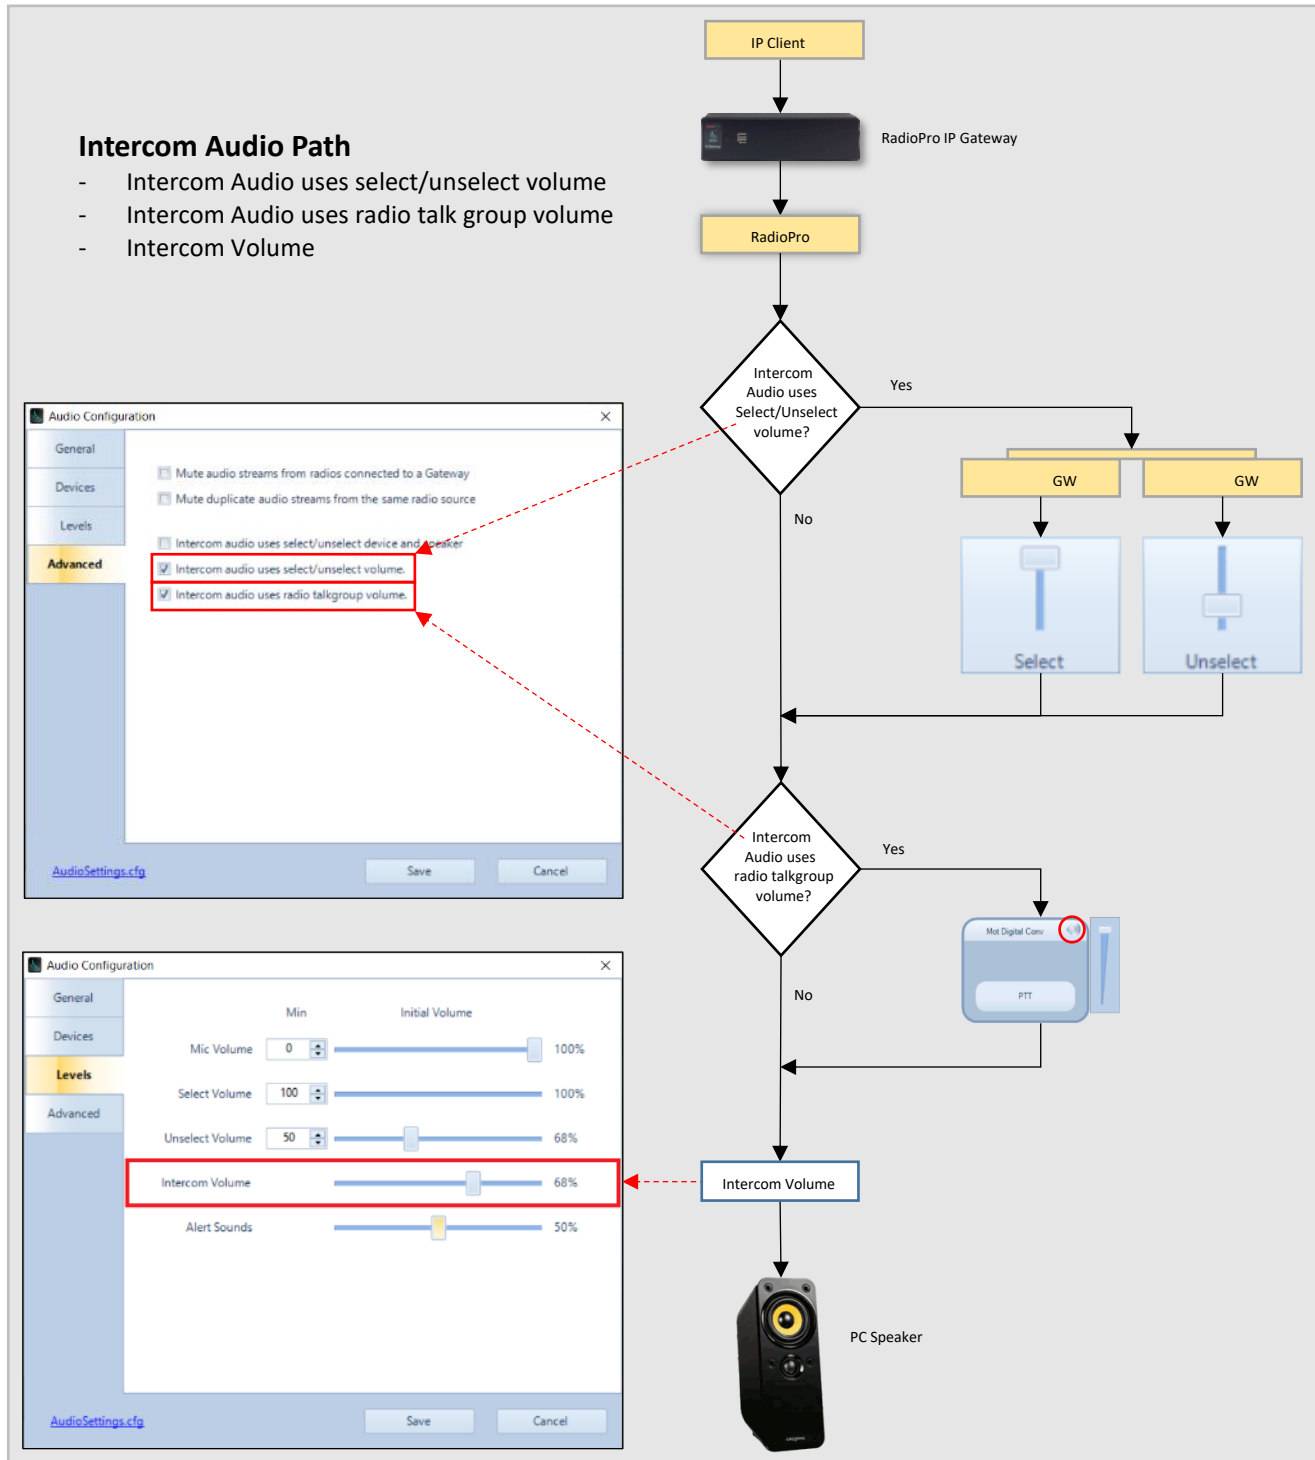 IP Client
RadioPro IP Gateway
Intercom Audio Path
- Intercom Audio uses select/unselect volume
- Intercom Audio uses radio talk group volume
- Intercom Volume
RadioPro
Intercom
Audio uses
Select/Unselect
volume?
Yes
No
GW
GW
Select
Unselect
Audio Configuration
General
Devices
Levels
Advanced
Mute audio streams from radios connected to a Gateway
Mute duplicate audio streams from the same radio source
Intercom audio uses select/unselect device and speaker
Intercom audio uses select/unselect volume.
Intercom audio uses radio talkgroup volume.
AudioSettings.cfg
Save
Cancel
Intercom
Audio uses
radio talkgroup
volume?
Yes
No
Mot Digital Conv
PTT
Audio Configuration
General
Devices
Levels
Advanced
Min
Initial Volume
Mic Volume 0 100%
Select Volume 100 100%
Unselect Volume 50 68%
Intercom Volume 68%
Alert Sounds 50%
AudioSettings.cfg
Save
Cancel
Intercom Volume
PC Speaker